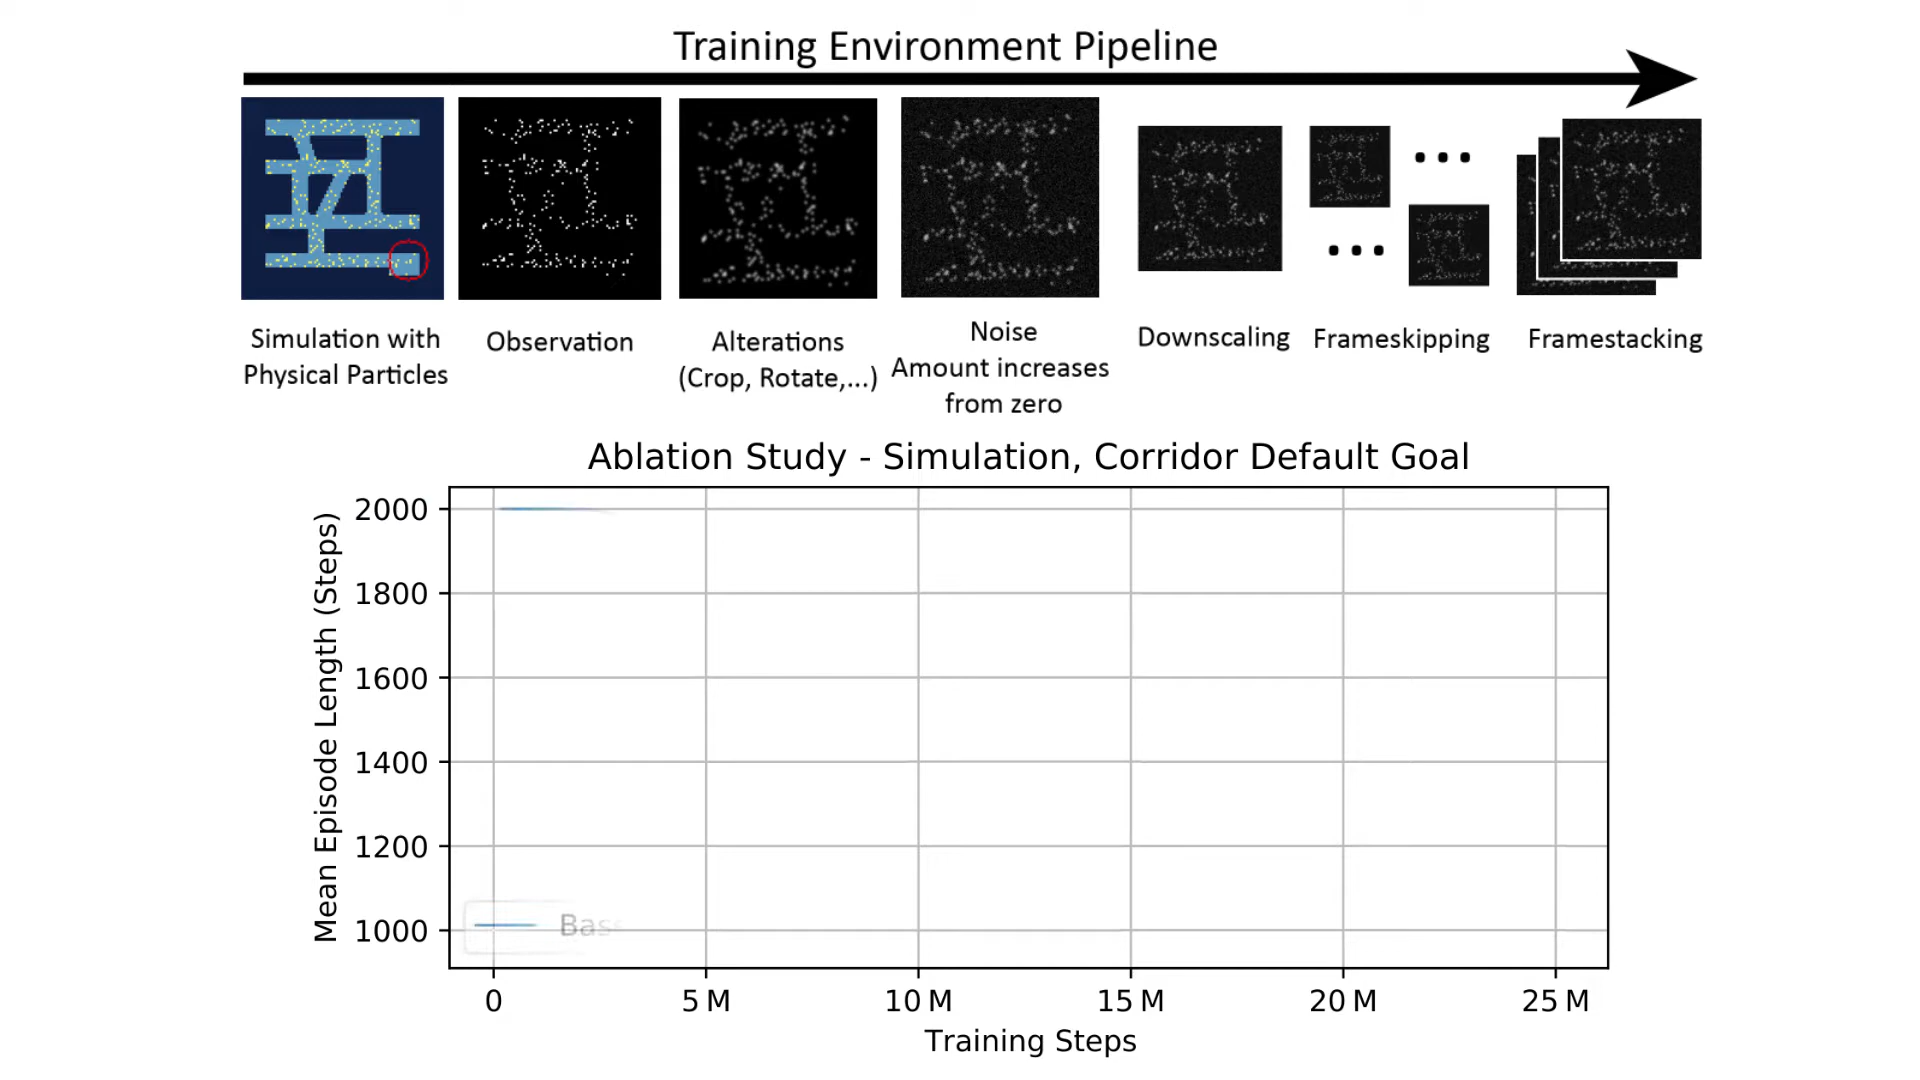 Training Environment Pipeline
Simulation with
Physical Particles
Observation
Alterations
(Crop, Rotate,...)
Noise
Amount increases
from zero
Downscaling
Frameskipping
Framestacking
Ablation Study - Simulation, Corridor Default Goal
Mean Episode Length (Steps)
2000
1800
1600
1400
1200
1000
0
5 M
10 M
15 M
20 M
25 M
Training Steps